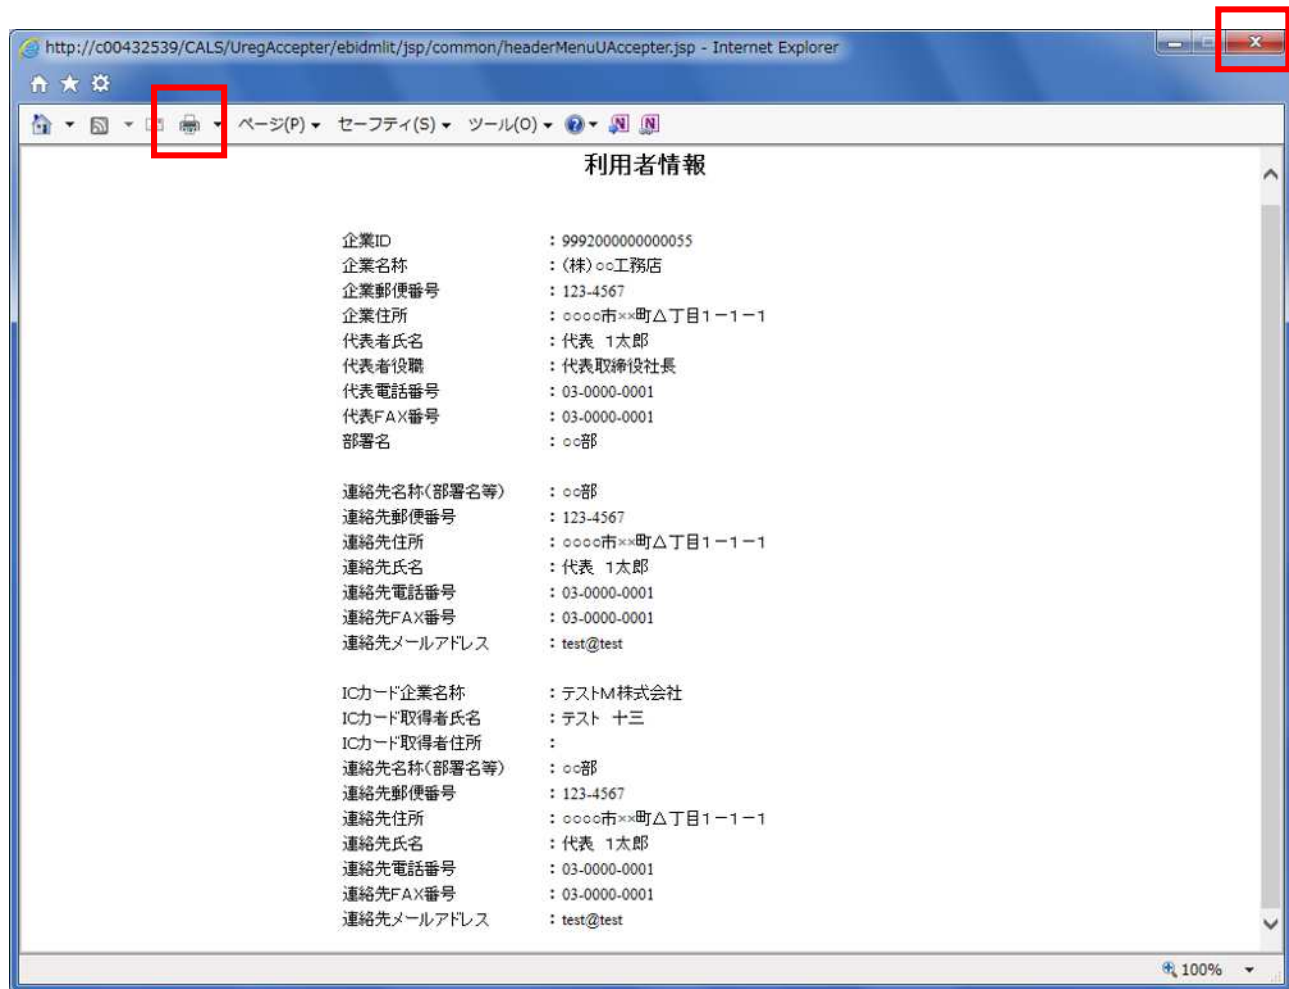 http://c00432539/CALS/UregAccepter/ebidmlit/jsp/common/headerMenuUAccepter.jsp - Internet Explorer
ページ(P) セーフティ(S) ツール(O)
利用者情報
企業ID ：9992000000000055
企業名称 ：(株)○○工務店
企業郵便番号 ：123-4567
企業住所 ：○○○○市××町△丁目1－1－1
代表者氏名 ：代表 1太郎
代表者役職 ：代表取締役社長
代表電話番号 ：03-0000-0001
代表FAX番号 ：03-0000-0001
部署名 ：○○部
連絡先名称(部署名等) ：○○部
連絡先郵便番号 ：123-4567
連絡先住所 ：○○○○市××町△丁目1－1－1
連絡先氏名 ：代表 1太郎
連絡先電話番号 ：03-0000-0001
連絡先FAX番号 ：03-0000-0001
連絡先メールアドレス ：test@test
ICカード企業名称 ：テストM株式会社
ICカード取得者氏名 ：テスト 十三
ICカード取得者住所 ：
連絡先名称(部署名等) ：○○部
連絡先郵便番号 ：123-4567
連絡先住所 ：○○○○市××町△丁目1－1－1
連絡先氏名 ：代表 1太郎
連絡先電話番号 ：03-0000-0001
連絡先FAX番号 ：03-0000-0001
連絡先メールアドレス ：test@test
100%